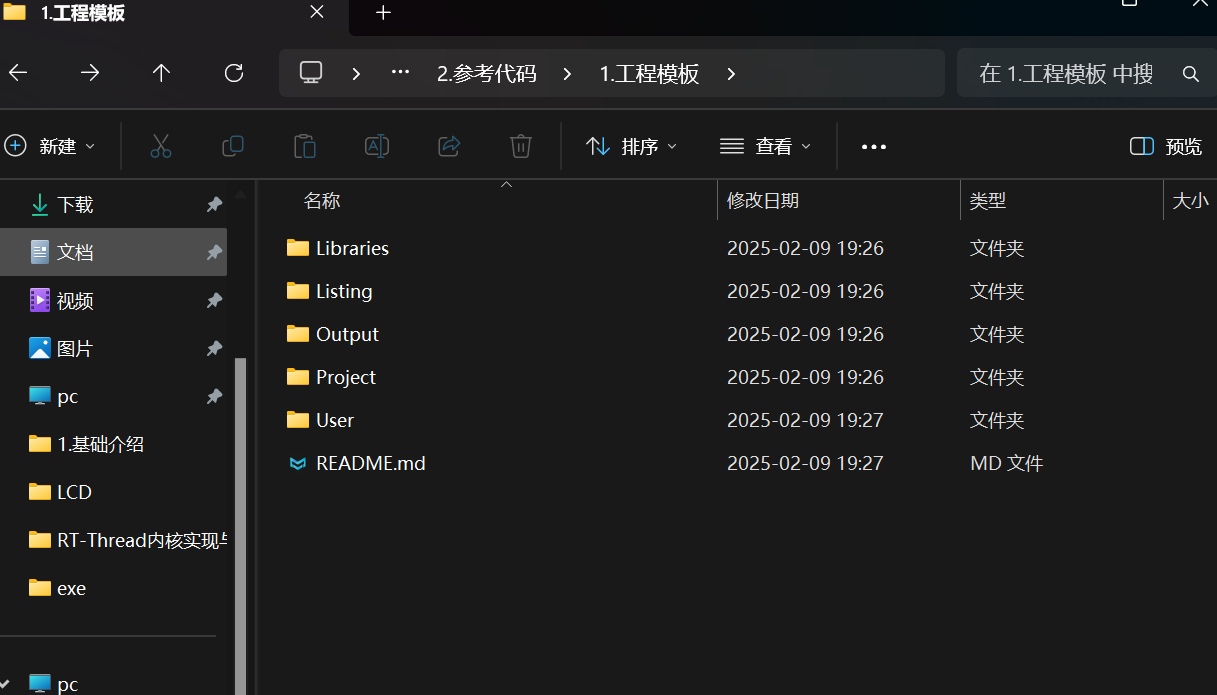 1.工程模板
2.参考代码 1.工程模板 在 1.工程模板 中搜
新建 排序 查看 预览
名称 修改日期 类型 大小
下载
文档
视频
图片
pc
1.基础介绍
LCD
RT-Thread内核实现
exe
pc
Libraries 2025-02-09 19:26 文件夹
Listing 2025-02-09 19:26 文件夹
Output 2025-02-09 19:26 文件夹
Project 2025-02-09 19:26 文件夹
User 2025-02-09 19:27 文件夹
README.md 2025-02-09 19:27 MD 文件